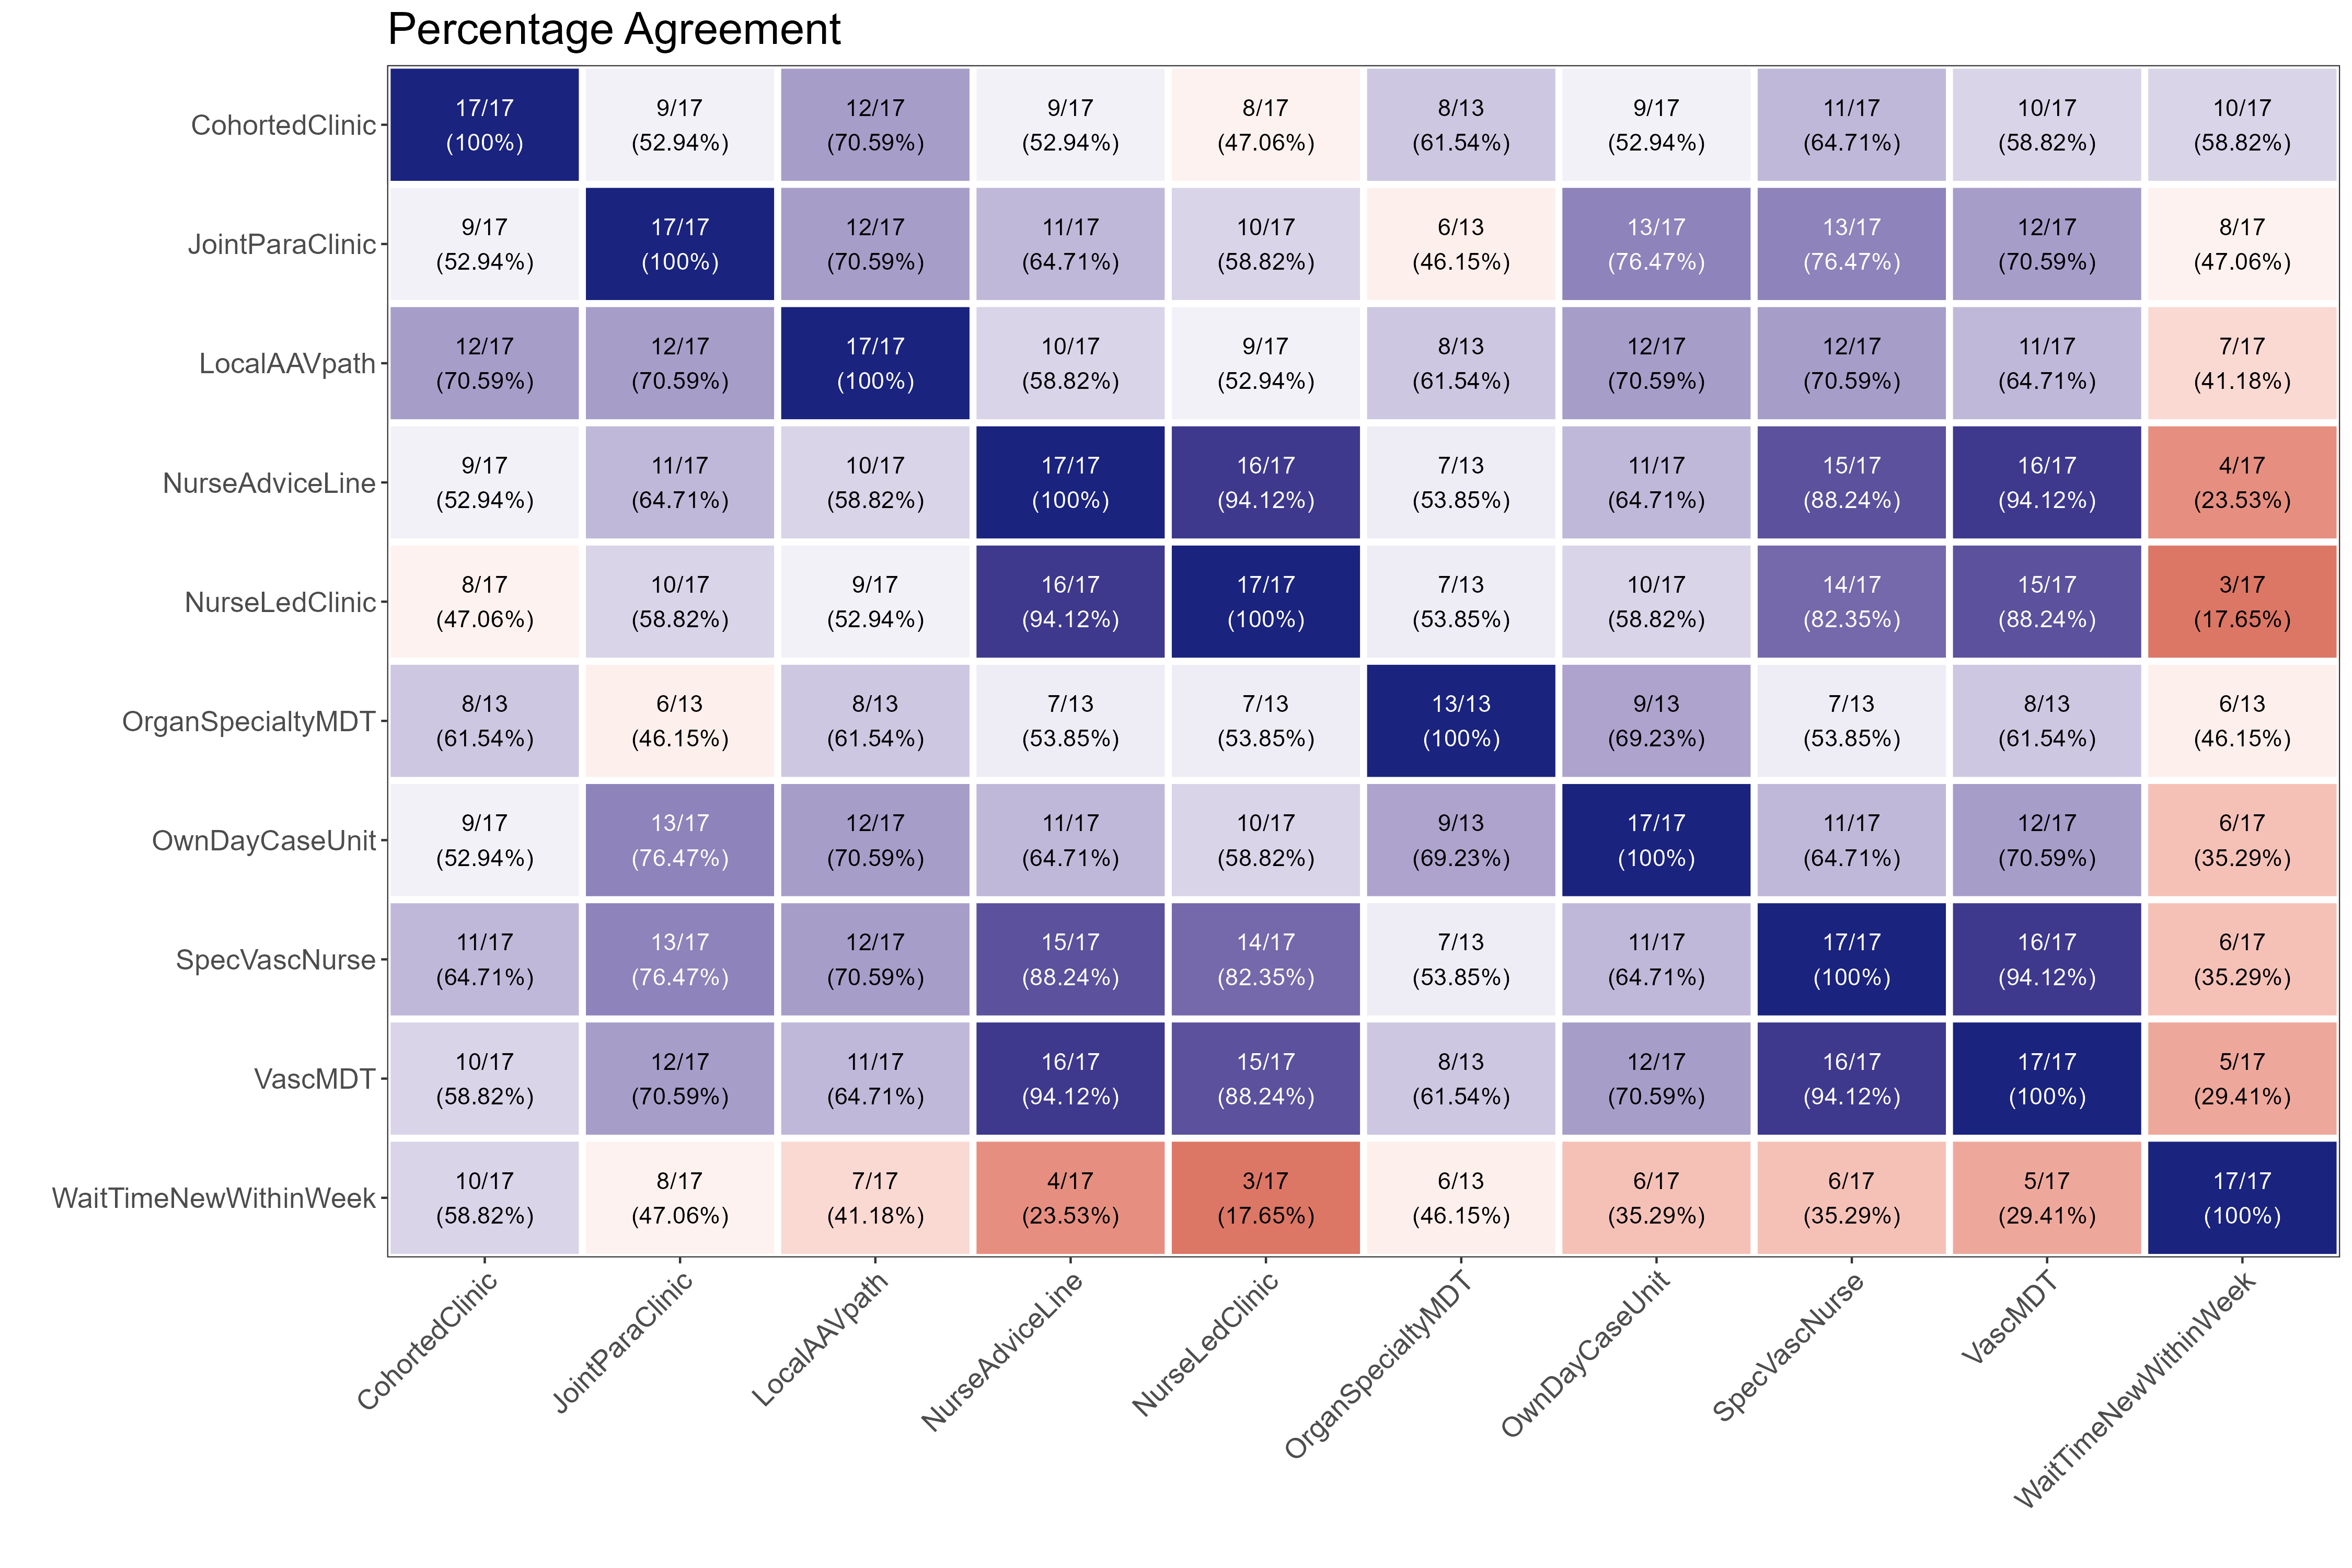 Percentage Agreement
CohortedClinic
17/17 9/17 12/17 9/17 8/17 8/13 9/17 11/17 10/17 10/17
(100%) (52.94%) (70.59%) (52.94%) (47.06%) (61.54%) (52.94%) (64.71%) (58.82%) (58.82%)
JointParaClinic
9/17 17/17 12/17 11/17 10/17 6/13 13/17 13/17 12/17 8/17
(52.94%) (100%) (70.59%) (64.71%) (58.82%) (46.15%) (76.47%) (76.47%) (70.59%) (47.06%)
LocalAAVpath
12/17 12/17 17/17 10/17 9/17 8/13 12/17 12/17 11/17 7/17
(70.59%) (70.59%) (100%) (58.82%) (52.94%) (61.54%) (70.59%) (70.59%) (64.71%) (41.18%)
NurseAdviceLine
9/17 11/17 10/17 17/17 16/17 7/13 11/17 15/17 16/17 4/17
(52.94%) (64.71%) (58.82%) (100%) (94.12%) (53.85%) (64.71%) (88.24%) (94.12%) (23.53%)
NurseLedClinic
8/17 10/17 9/17 16/17 17/17 7/13 10/17 14/17 15/17 3/17
(47.06%) (58.82%) (52.94%) (94.12%) (100%) (53.85%) (58.82%) (82.35%) (88.24%) (17.65%)
OrganSpecialtyMDT
8/13 6/13 8/13 7/13 7/13 13/13 9/13 7/13 8/13 6/13
(61.54%) (46.15%) (61.54%) (53.85%) (53.85%) (100%) (69.23%) (53.85%) (61.54%) (46.15%)
OwnDayCaseUnit
9/17 13/17 12/17 11/17 10/17 9/13 17/17 11/17 12/17 6/17
(52.94%) (76.47%) (70.59%) (64.71%) (58.82%) (69.23%) (100%) (64.71%) (70.59%) (35.29%)
SpecVascNurse
11/17 13/17 12/17 15/17 14/17 7/13 11/17 17/17 16/17 6/17
(64.71%) (76.47%) (70.59%) (88.24%) (82.35%) (53.85%) (64.71%) (100%) (94.12%) (35.29%)
VascMDT
10/17 12/17 11/17 16/17 15/17 8/13 12/17 16/17 17/17 5/17
(58.82%) (70.59%) (64.71%) (94.12%) (88.24%) (61.54%) (70.59%) (94.12%) (100%) (29.41%)
WaitTimeNewWithinWeek
10/17 8/17 7/17 4/17 3/17 6/13 6/17 6/17 5/17 17/17
(58.82%) (47.06%) (41.18%) (23.53%) (17.65%) (46.15%) (35.29%) (35.29%) (29.41%) (100%)
CohortedClinic
JointParaClinic
LocalAAVpath
NurseAdviceLine
NurseLedClinic
OrganSpecialtyMDT
OwnDayCaseUnit
SpecVascNurse
VascMDT
WaitTimeNewWithinWeek